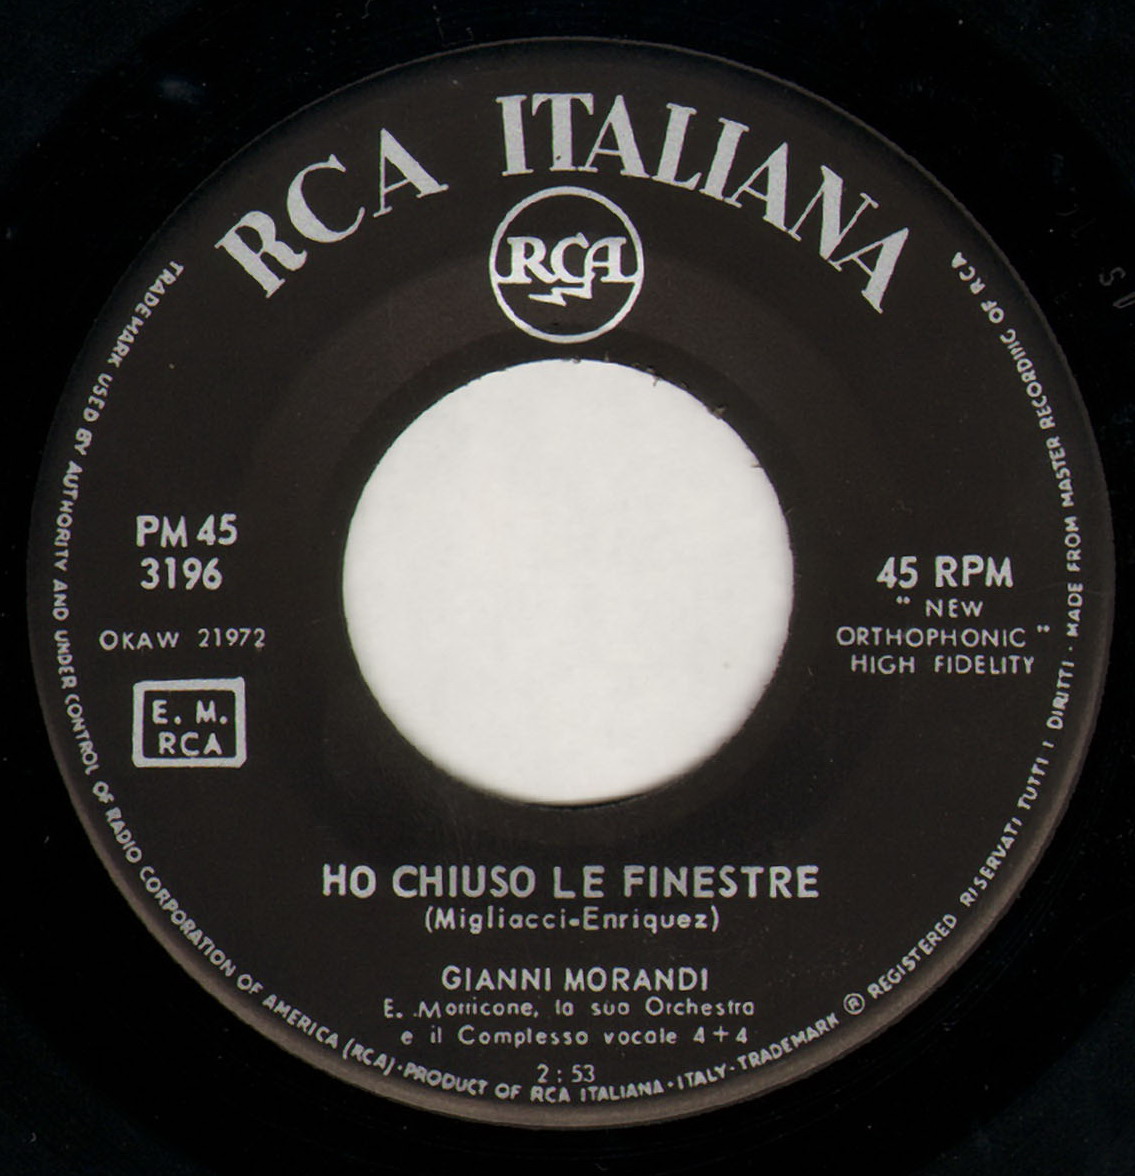 RCA ITALIANA
RCA
PM 45
3196
OKAW 21972
E. M.
RCA
45 RPM
" NEW
ORTHOPHONIC "
HIGH FIDELITY
HO CHIUSO LE FINESTRE
(Migliacci-Enriquez)
GIANNI MORANDI
E. Morricone, la sua Orchestra
e il Complesso vocale 4+4
2 : 53
TRADEMARK USED BY AUTHORITY AND UNDER CONTROL OF RADIO CORPORATION OF AMERICA (RCA) · PRODUCT OF RCA ITALIANA · ITALY - TRADEMARK ® REGISTERED RISERVATI TUTTI I DIRITTI · MADE FROM MASTER RECORDING OF RCA